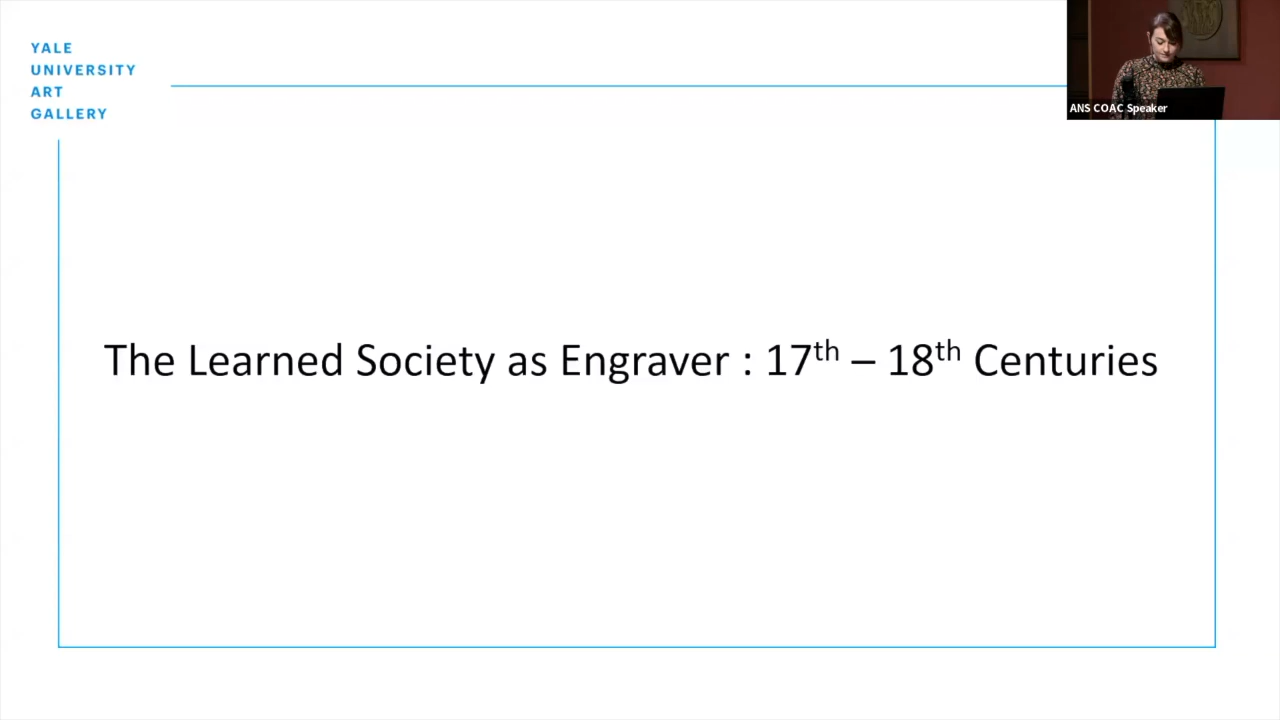 YALE
UNIVERSITY
ART
GALLERY
ANS COAC Speaker
The Learned Society as Engraver : 17th – 18th Centuries